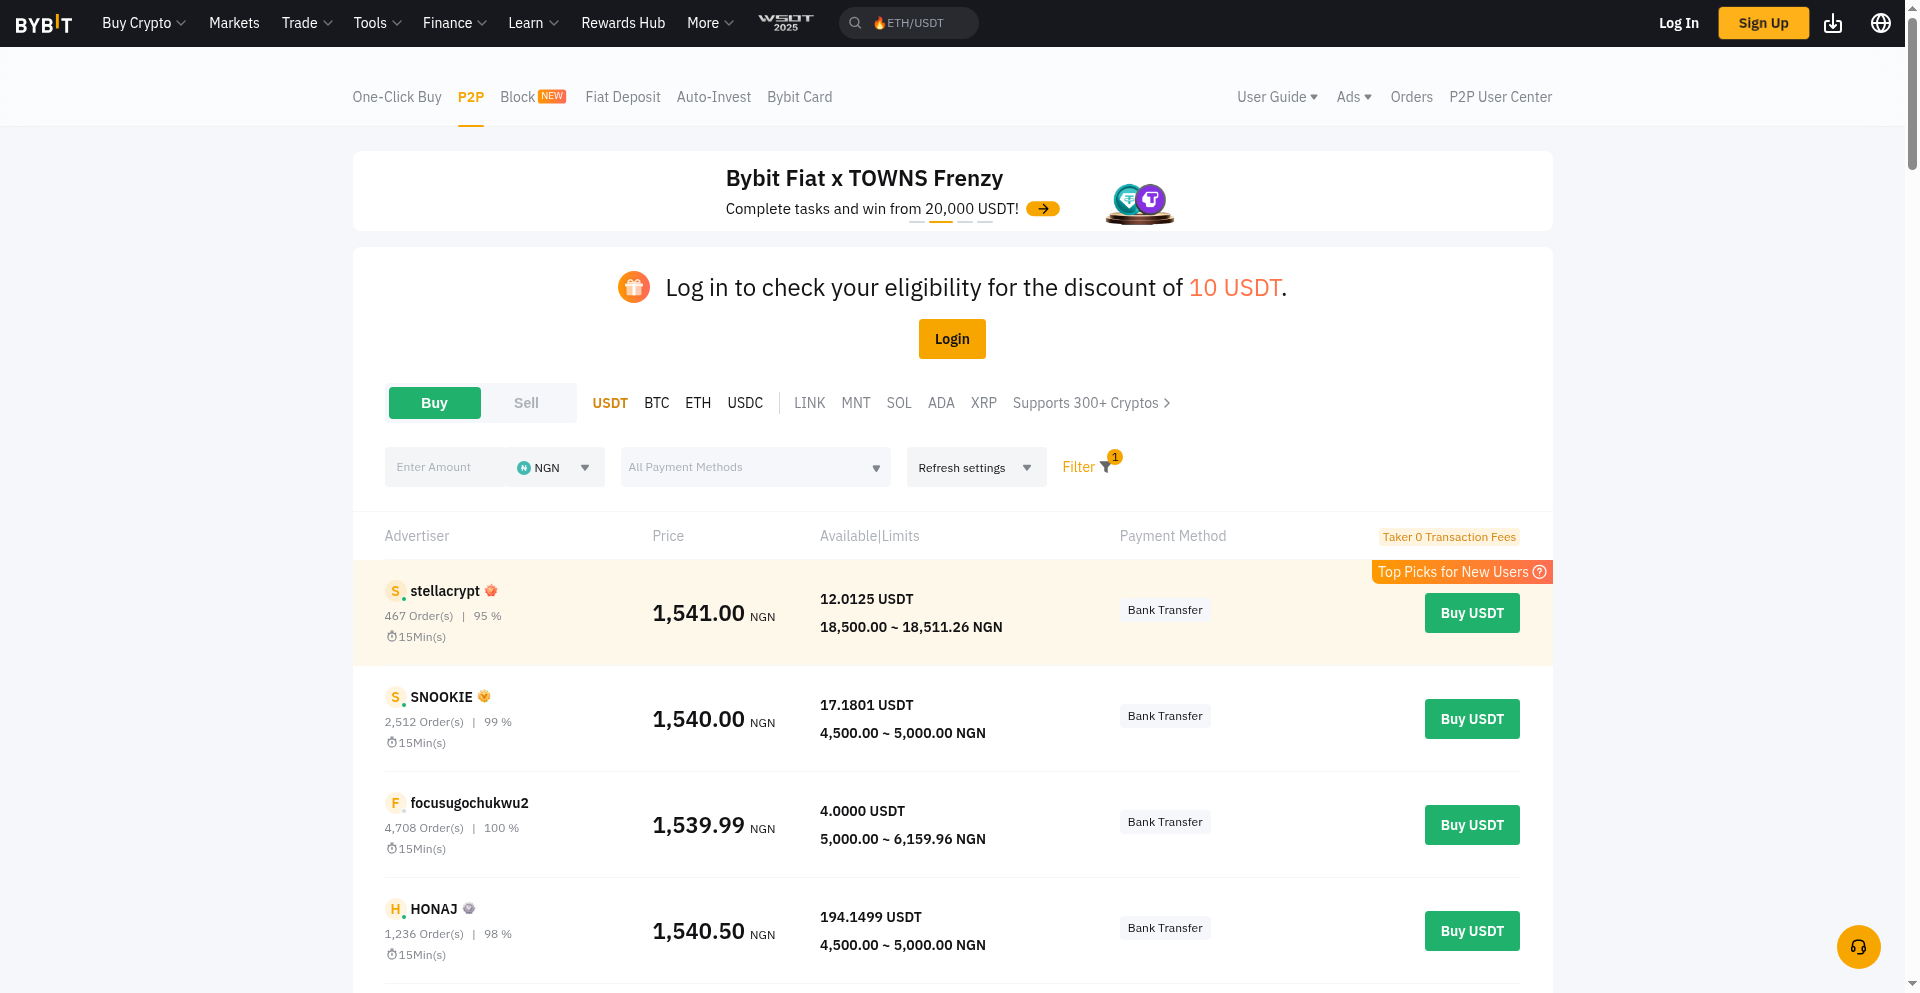 BYBIT Buy Crypto Markets Trade Tools Finance Learn Rewards Hub More WSOT 2025 ETH/USDT Log In Sign Up
One-Click Buy P2P Block NEW Fiat Deposit Auto-Invest Bybit Card User Guide Ads Orders P2P User Center
Bybit Fiat x TOWNS Frenzy
Complete tasks and win from 20,000 USDT!
Log in to check your eligibility for the discount of 10 USDT.
Login
Buy Sell USDT BTC ETH USDC LINK MNT SOL ADA XRP Supports 300+ Cryptos
Enter Amount NGN All Payment Methods Refresh settings Filter 1
Advertiser Price Available|Limits Payment Method Taker 0 Transaction Fees
Top Picks for New Users
S stellacrypt
467 Order(s) | 95 %
15Min(s)
1,541.00 NGN
12.0125 USDT
18,500.00 ~ 18,511.26 NGN
Bank Transfer
Buy USDT
S SNOOKIE
2,512 Order(s) | 99 %
15Min(s)
1,540.00 NGN
17.1801 USDT
4,500.00 ~ 5,000.00 NGN
Bank Transfer
Buy USDT
F focusugochukwu2
4,708 Order(s) | 100 %
15Min(s)
1,539.99 NGN
4.0000 USDT
5,000.00 ~ 6,159.96 NGN
Bank Transfer
Buy USDT
H HONAJ
1,236 Order(s) | 98 %
15Min(s)
1,540.50 NGN
194.1499 USDT
4,500.00 ~ 5,000.00 NGN
Bank Transfer
Buy USDT